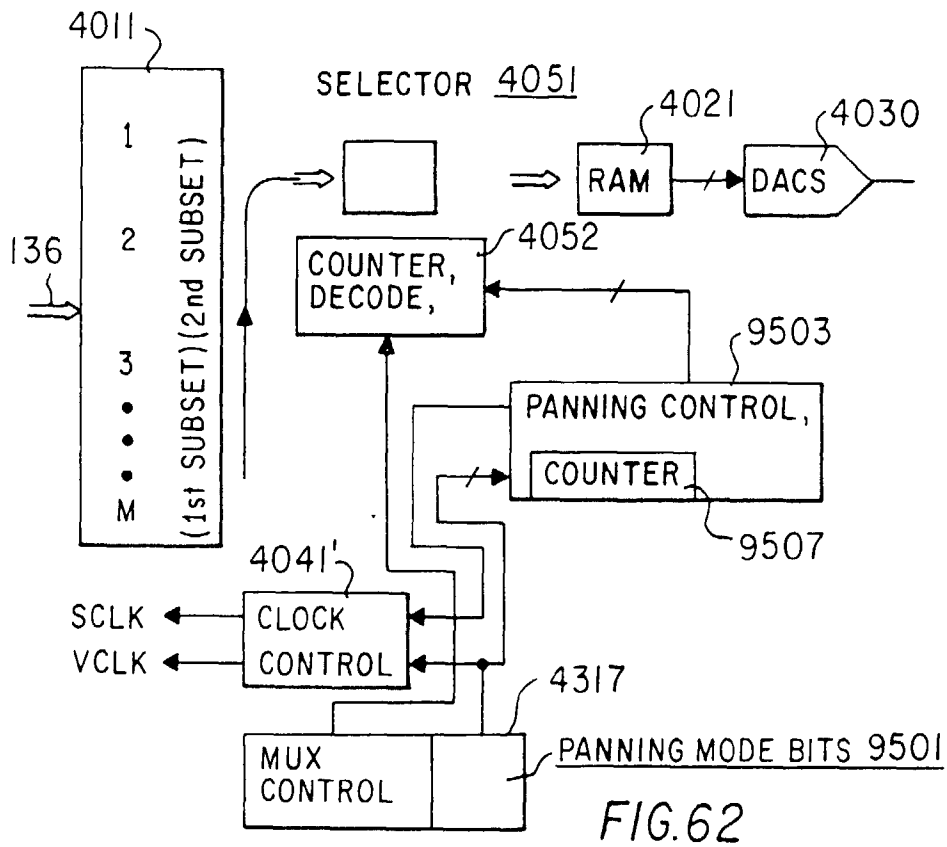 4011
SELECTOR 4051
4021
4030
1
2
3
M
(1st SUBSET)(2nd SUBSET)
136
RAM
DACS
4052
COUNTER,
DECODE,
9503
PANNING CONTROL,
COUNTER
9507
4041'
SCLK
VCLK
CLOCK
CONTROL
4317
MUX
CONTROL
PANNING MODE BITS 9501
FIG.62